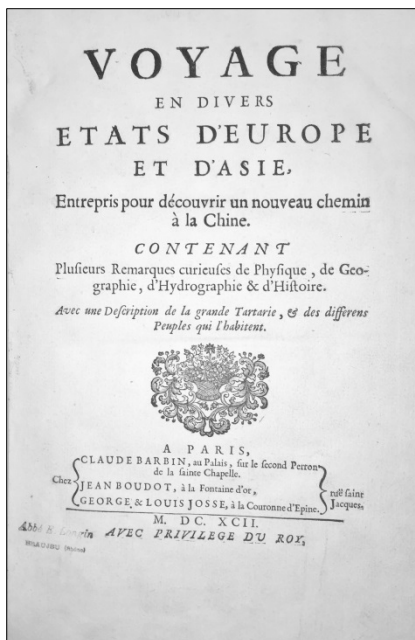 VOYAGE
EN DIVERS
ETATS D'EUROPE
ET D'ASIE,
Entrepris pour découvrir un nouveau chemin
à la Chine.
CONTENANT
Pluſieurs Remarques curieuſes de Phyſique, de Geo-
graphie, d'Hydrographie & d'Hiſtoire.
Avec une Deſcription de la grande Tartarie, & des differens
Peuples qui l'habitent.
A PARIS,
Chez
CLAUDE BARBIN, au Palais, ſur le ſecond Perron
de la ſainte Chapelle.
JEAN BOUDOT, à la Fontaine d'or,
GEORGE & LOUIS JOSSE, à la Couronne d'Epine.
ruë ſaint
Jacques,
M. DC. XCII.
AVEC PRIVILEGE DU ROY,
Abbé